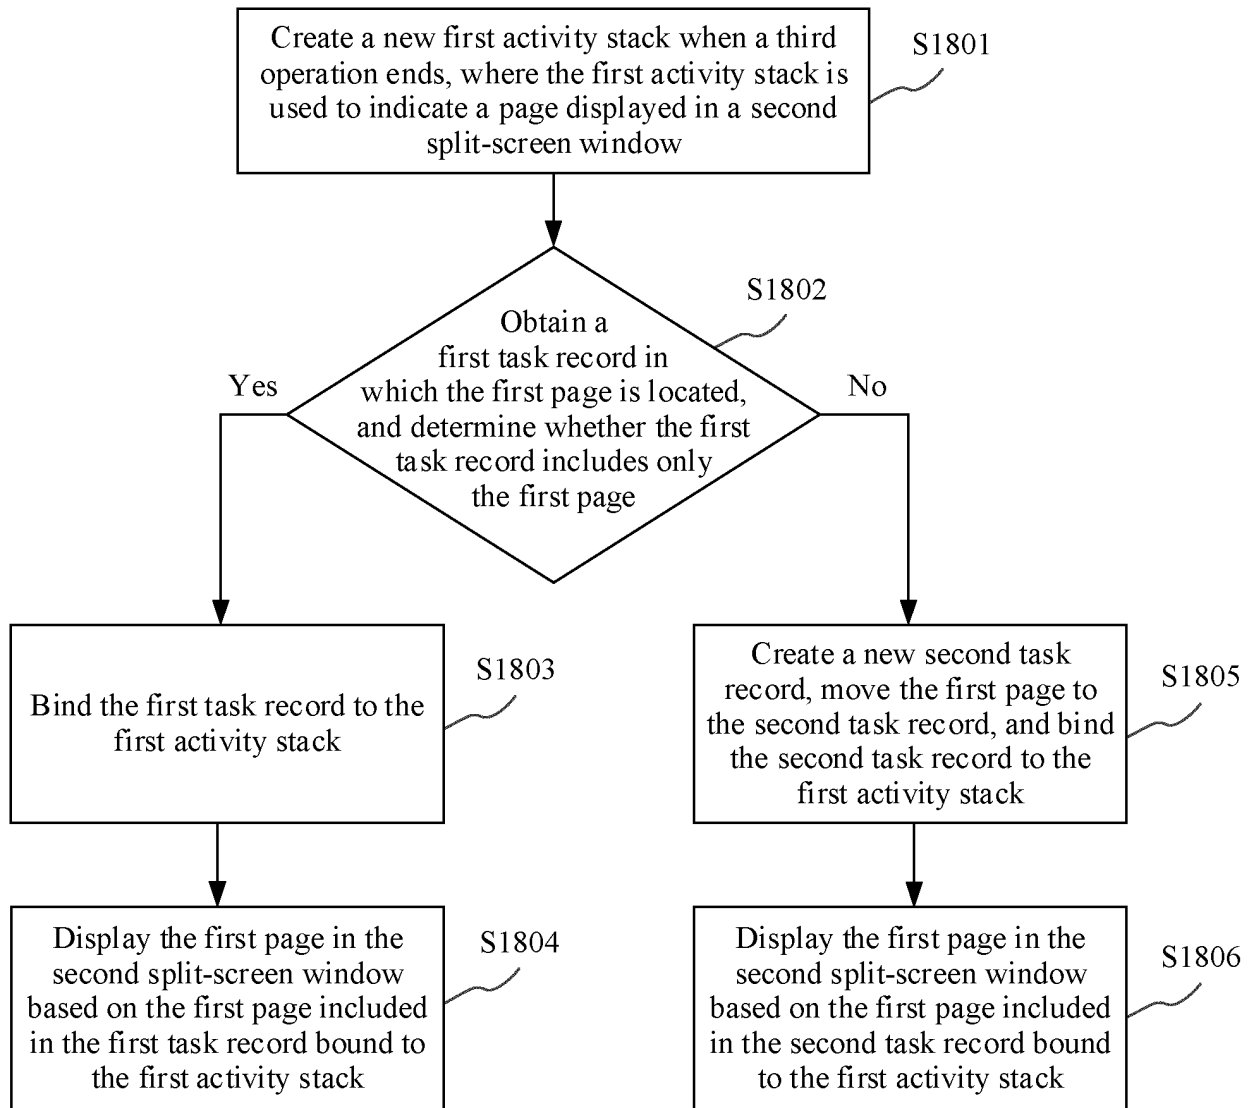 Create a new first activity stack when a third
operation ends, where the first activity stack is
used to indicate a page displayed in a second
split-screen window
S1801
S1802
Obtain a
first task record in
which the first page is located,
and determine whether the first
task record includes only
the first page
Yes
No
Bind the first task record to the
first activity stack
S1803
Create a new second task
record, move the first page to
the second task record, and bind
the second task record to the
first activity stack
S1805
Display the first page in the
second split-screen window
based on the first page included
in the first task record bound to
the first activity stack
S1804
Display the first page in the
second split-screen window
based on the first page included
in the second task record bound
to the first activity stack
S1806